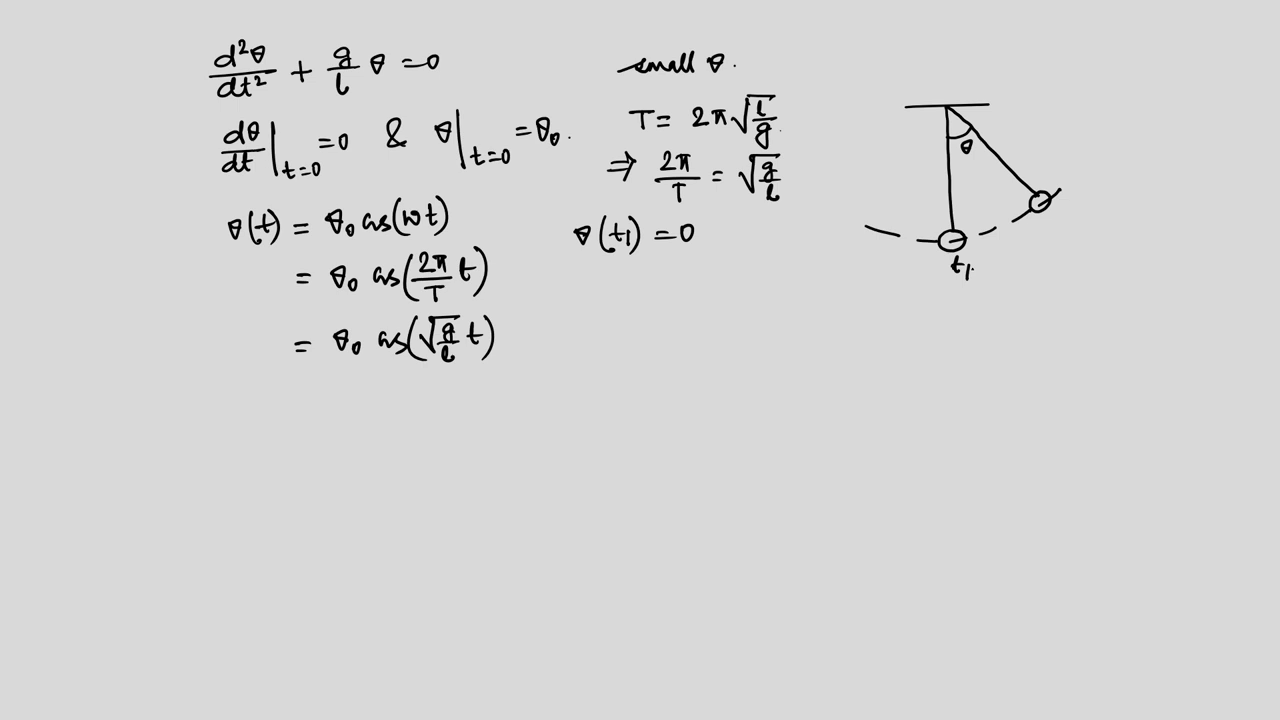 d²θ/dt² + g/l θ = 0
dθ/dt |t=0 = 0 & θ|t=0 = θ₀.
θ(t) = θ₀ cos(ωt)
= θ₀ cos(2π/T t)
= θ₀ cos(√(g/l) t)
small θ.
T = 2π √(l/g)
⇒ 2π/T = √(g/l)
θ(t₁) = 0
θ
t₁.